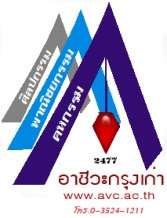 ศิลปกรรม
พาณิชยกรรม
คหกรรม
2477
อาชีวะกรุงเก่า
www.avc.ac.th
โทร.0-3524-1211